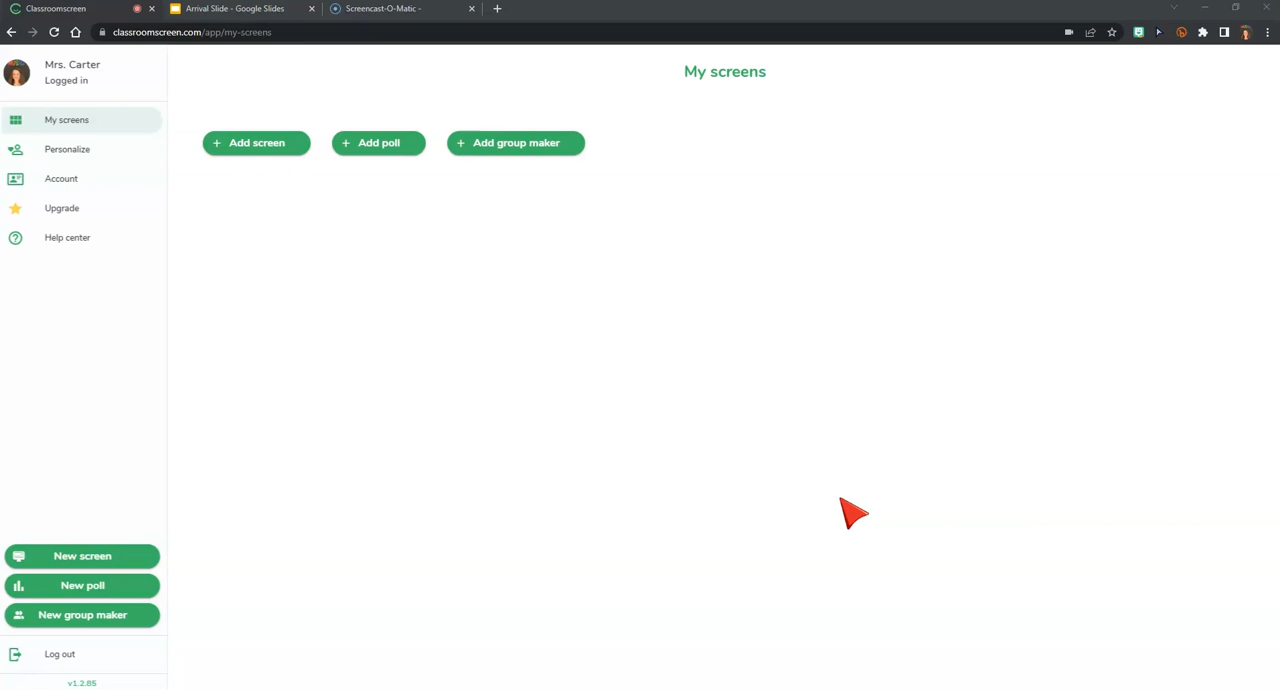 Classroomscreen
Arrival Slide - Google Slides
Screencast-O-Matic -
classroomscreen.com/app/my-screens
Mrs. Carter
Logged in
My screens
My screens
Personalize
Account
Upgrade
Help center
+ Add screen
+ Add poll
+ Add group maker
New screen
New poll
New group maker
Log out
v1.2.85